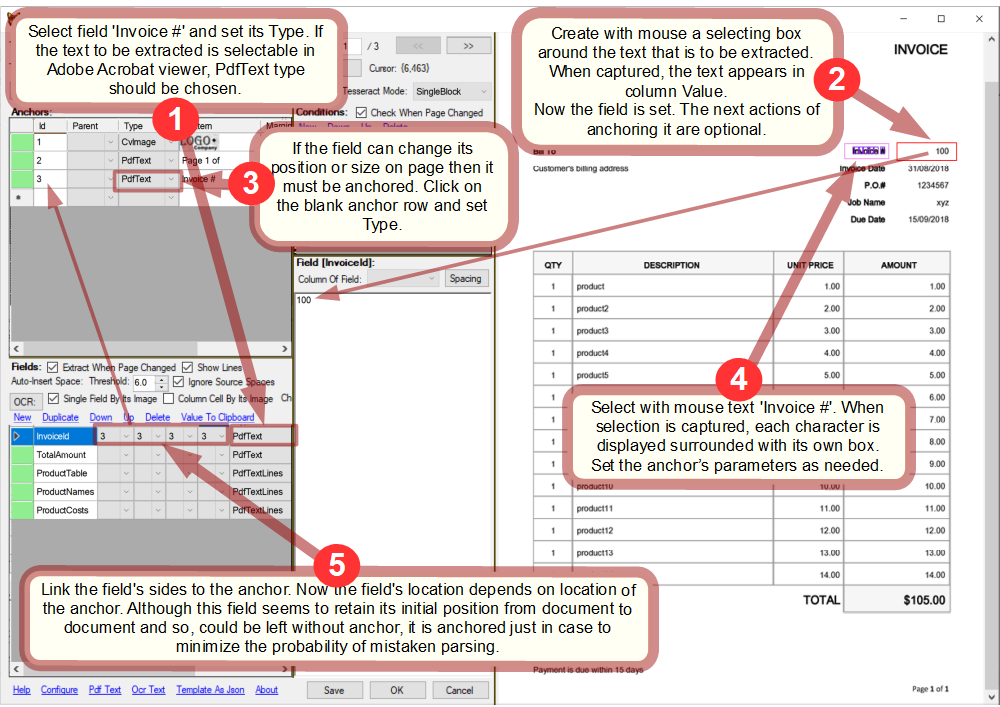 Select field 'Invoice #' and set its Type. If
the text to be extracted is selectable in
Adobe Acrobat viewer, PdfText type
should be chosen.
1
/ 3
<<
>>
Cursor: {6,463}
Tesseract Mode: SingleBlock
Create with mouse a selecting box
around the text that is to be extracted.
When captured, the text appears in
column Value.
Now the field is set. The next actions of
anchoring it are optional.
2
INVOICE
Anchors:
Id Parent Type
1 CvImage LOGO Company
2 PdfText Page 1 of
3 PdfText Invoice #
*
1
3
Conditions: Check When Page Changed
New Down Up Delete
If the field can change its
position or size on page then it
must be anchored. Click on
the blank anchor row and set
Type.
Bill To
Customer's billing address
Invoice # 100
Invoice Date 31/08/2018
P.O.# 1234567
Job Name xyz
Due Date 15/09/2018
Field [InvoiceId]:
Column Of Field: Spacing
100
QTY DESCRIPTION UNIT PRICE AMOUNT
1 product 1.00 1.00
1 product2 2.00 2.00
1 product3 3.00 3.00
1 product4 4.00 4.00
1 product5 5.00 5.00
1 6.00
1 7.00
1 8.00
1 9.00
1 product10 10.00 10.00
1 product11 11.00 11.00
1 product12 12.00 12.00
1 product13 13.00 13.00
1 14.00 14.00
TOTAL $105.00
4
Select with mouse text 'Invoice #'. When
selection is captured, each character is
displayed surrounded with its own box.
Set the anchor's parameters as needed.
Fields: Extract When Page Changed Show Lines
Auto-Insert Space: Threshold: 6.0 Ignore Source Spaces
OCR: Single Field By Its Image Column Cell By Its Image Ch
New Duplicate Down Up Delete Value To Clipboard
InvoiceId 3 3 3 3 PdfText
TotalAmount PdfText
ProductTable PdfTextLines
ProductNames PdfTextLines
ProductCosts PdfTextLines
5
Link the field's sides to the anchor. Now the field's location depends on location of
the anchor. Although this field seems to retain its initial position from document to
document and so, could be left without anchor, it is anchored just in case to
minimize the probability of mistaken parsing.
Payment is due within 15 days
Page 1 of 1
Help Configure Pdf Text Ocr Text Template As Json About
Save OK Cancel